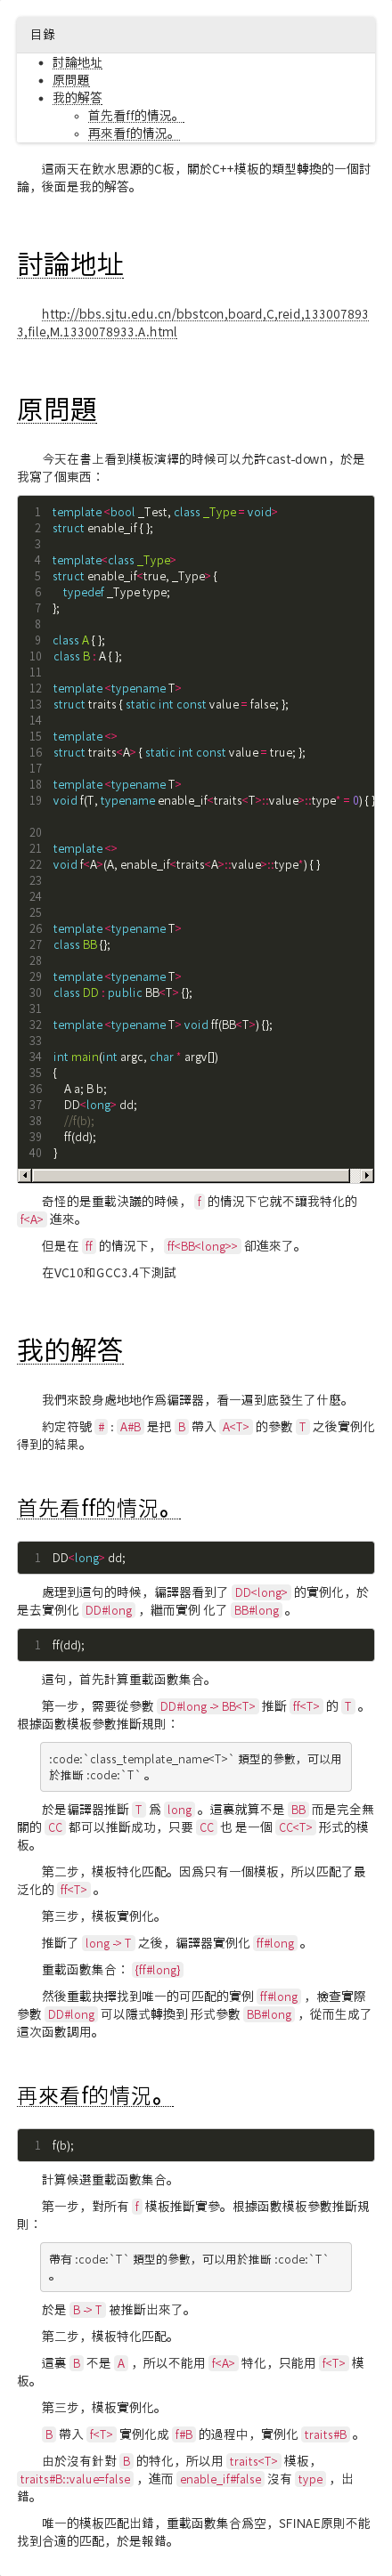 目錄
討論地址
原問題
我的解答
首先看ff的情況。
再來看f的情況。
這兩天在飲水思源的C板，關於C++模板的類型轉換的一個討
論，後面是我的解答。
討論地址
http://bbs.sjtu.edu.cn/bbstcon,board,C,reid,133007893
3,file,M.1330078933.A.html
原問題
今天在書上看到模板演繹的時候可以允許cast-down，於是
我寫了個東西：
1 template <bool _Test, class _Type = void>
2 struct enable_if { };
3
4 template<class _Type>
5 struct enable_if<true, _Type> {
6 typedef _Type type;
7 };
8
9 class A { };
10 class B : A { };
11
12 template <typename T>
13 struct traits { static int const value = false; };
14
15 template <>
16 struct traits<A> { static int const value = true; };
17
18 template <typename T>
19 void f(T, typename enable_if<traits<T>::value>::type* = 0) { }
20
21 template <>
22 void f<A>(A, enable_if<traits<A>::value>::type*) { }
23
24
25
26 template <typename T>
27 class BB {};
28
29 template <typename T>
30 class DD : public BB<T> {};
31
32 template <typename T> void ff(BB<T>) {};
33
34 int main(int argc, char * argv[])
35 {
36 A a; B b;
37 DD<long> dd;
38 //f(b);
39 ff(dd);
40 }
奇怪的是重載決議的時候， f 的情況下它就不讓我特化的
f<A> 進來。
但是在 ff 的情況下， ff<BB<long>> 卻進來了。
在VC10和GCC3.4下測試
我的解答
我們來設身處地地作爲編譯器，看一遍到底發生了什麼。
約定符號 # : A#B 是把 B 帶入 A<T> 的參數 T 之後實例化
得到的結果。
首先看ff的情況。
1 DD<long> dd;
處理到這句的時候，編譯器看到了 DD<long> 的實例化，於
是去實例化 DD#long ，繼而實例 化了 BB#long 。
1 ff(dd);
這句，首先計算重載函數集合。
第一步，需要從參數 DD#long -> BB<T> 推斷 ff<T> 的 T 。
根據函數模板參數推斷規則：
:code:`class_template_name<T>` 類型的參數，可以用
於推斷 :code:`T` 。
於是編譯器推斷 T 爲 long 。這裏就算不是 BB 而是完全無
關的 CC 都可以推斷成功，只要 CC 也 是一個 CC<T> 形式的模
板。
第二步，模板特化匹配。因爲只有一個模板，所以匹配了最
泛化的 ff<T> 。
第三步，模板實例化。
推斷了 long -> T 之後，編譯器實例化 ff#long 。
重載函數集合： {ff#long}
然後重載抉擇找到唯一的可匹配的實例 ff#long ，檢查實際
參數 DD#long 可以隱式轉換到 形式參數 BB#long ，從而生成了
這次函數調用。
再來看f的情況。
1 f(b);
計算候選重載函數集合。
第一步，對所有 f 模板推斷實參。根據函數模板參數推斷規
則：
帶有 :code:`T` 類型的參數，可以用於推斷 :code:`T`
。
於是 B -> T 被推斷出來了。
第二步，模板特化匹配。
這裏 B 不是 A ，所以不能用 f<A> 特化，只能用 f<T> 模
板。
第三步，模板實例化。
B 帶入 f<T> 實例化成 f#B 的過程中，實例化 traits#B 。
由於沒有針對 B 的特化，所以用 traits<T> 模板，
traits#B::value=false ，進而 enable_if#false 沒有 type ，出
錯。
唯一的模板匹配出錯，重載函數集合爲空，SFINAE原則不能
找到合適的匹配，於是報錯。